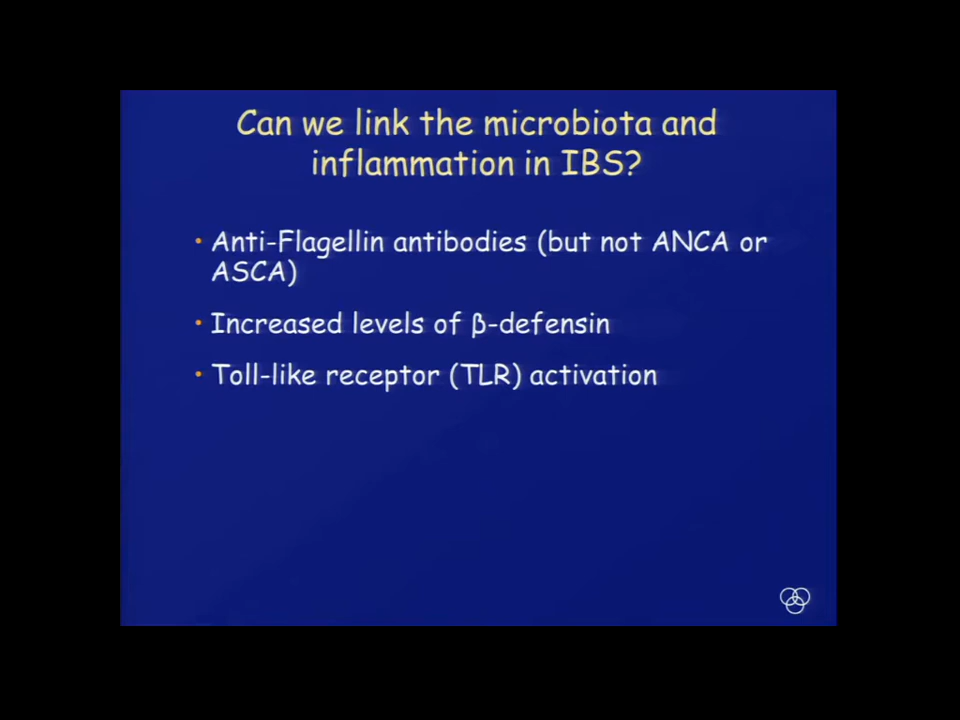 Can we link the microbiota and
inflammation in IBS?
• Anti-Flagellin antibodies (but not ANCA or
ASCA)
• Increased levels of β-defensin
• Toll-like receptor (TLR) activation